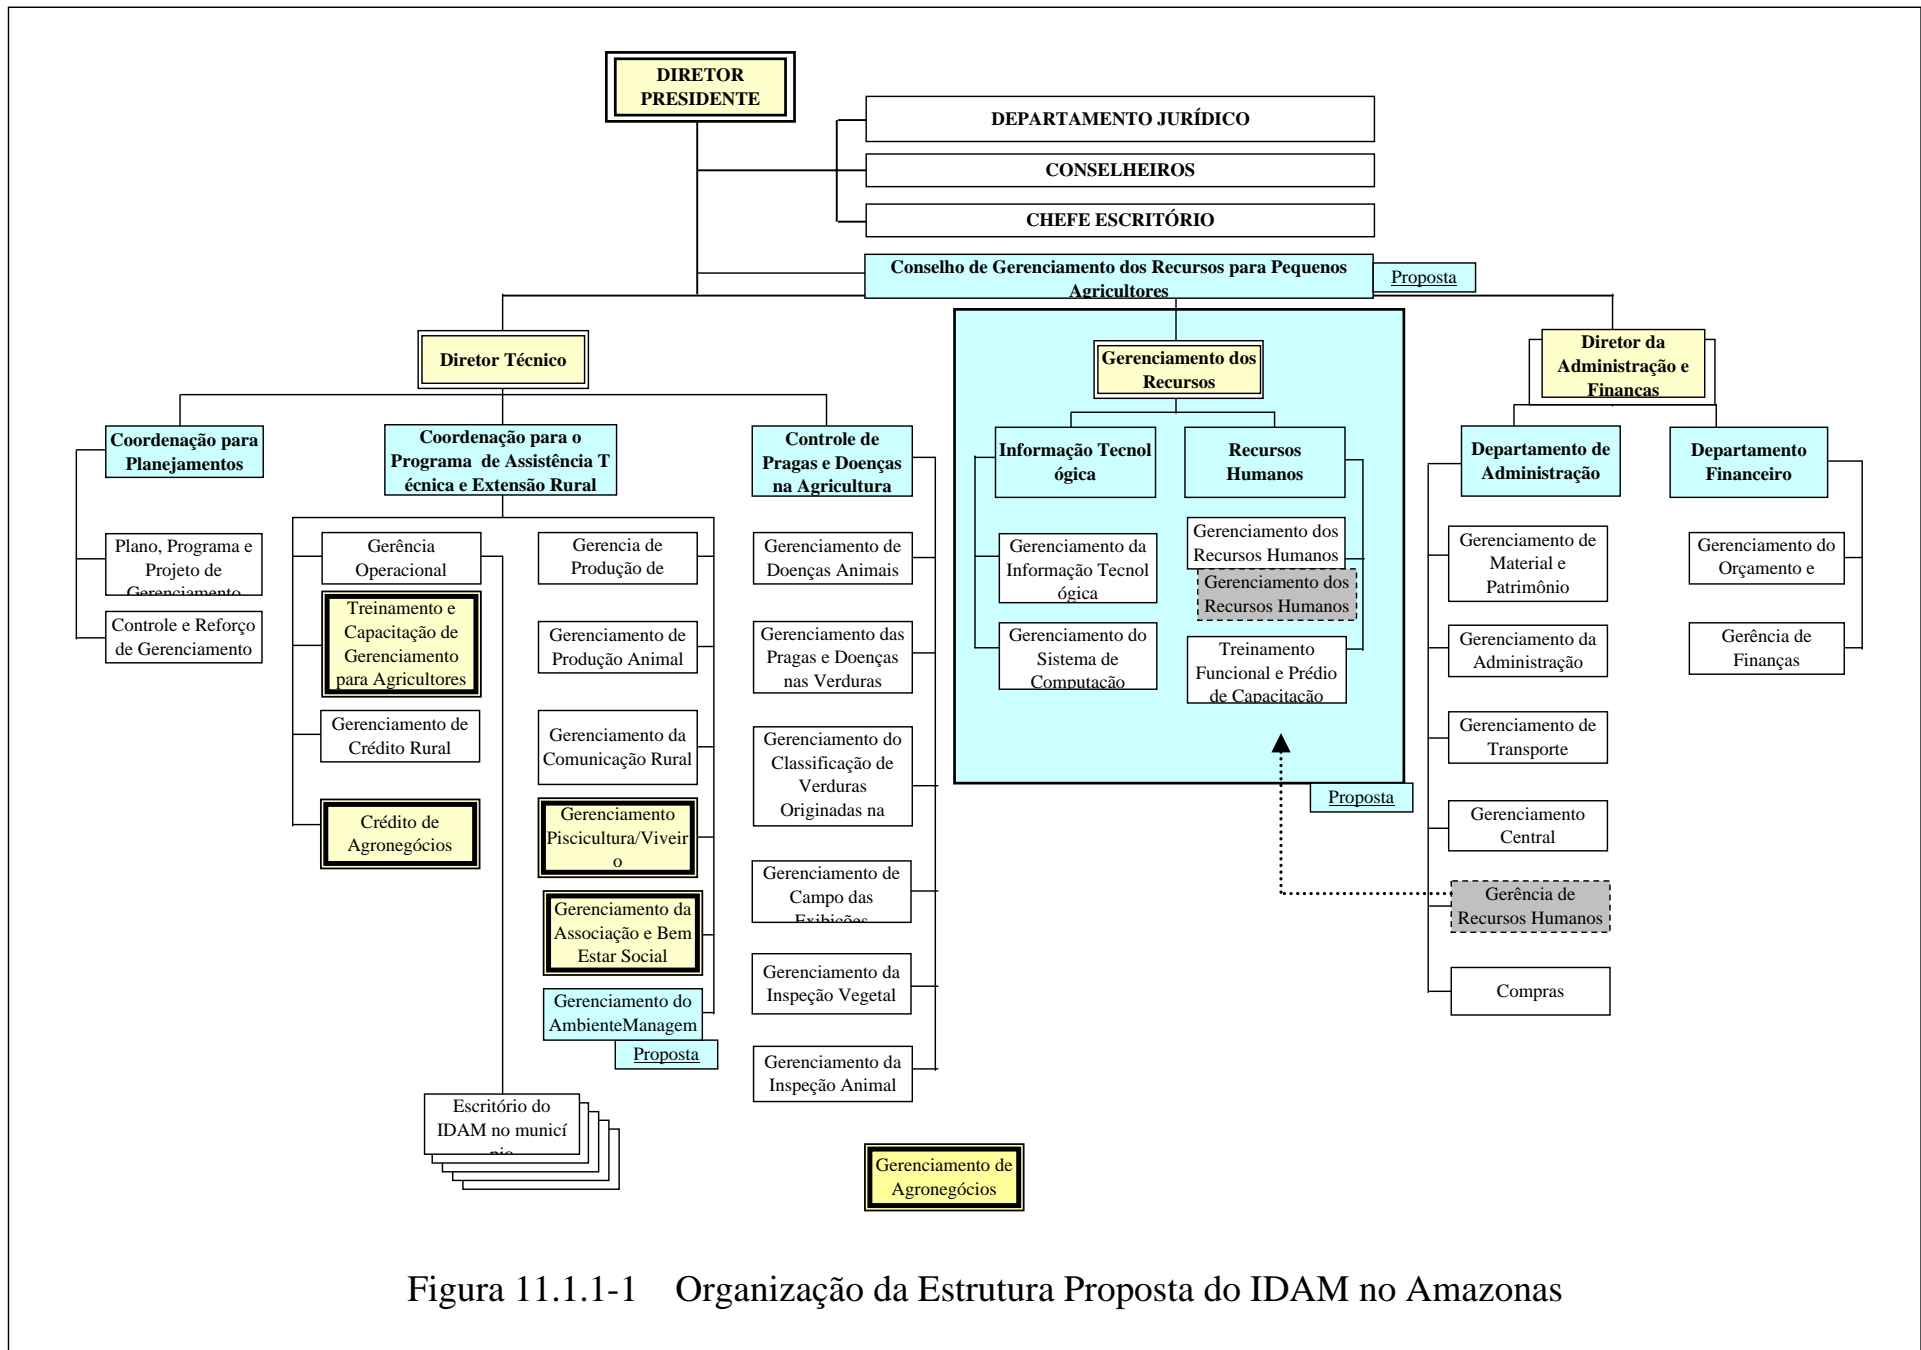 DIRETOR
PRESIDENTE
DEPARTAMENTO JURÍDICO
CONSELHEIROS
CHEFE ESCRITÓRIO
Conselho de Gerenciamento dos Recursos para Pequenos
Agricultores
Proposta
Diretor Técnico
Gerenciamento dos
Recursos
Diretor da
Administração e
Finanças
Coordenação para
Planejamentos
Plano, Programa e
Projeto de
Gerenciamento
Controle e Reforço
de Gerenciamento
Coordenação para o
Programa de Assistência T
écnica e Extensão Rural
Gerência
Operacional
Treinamento e
Capacitação de
Gerenciamento
para Agricultores
Gerenciamento de
Crédito Rural
Crédito de
Agronegócios
Gerencia de
Produção de
Gerenciamento de
Produção Animal
Gerenciamento da
Comunicação Rural
Gerenciamento
Piscicultura/Viveir
o
Gerenciamento da
Associação e Bem
Estar Social
Gerenciamento do
AmbienteManagem
Proposta
Escritório do
IDAM no municí
pio
Controle de
Pragas e Doenças
na Agricultura
Gerenciamento de
Doenças Animais
Gerenciamento das
Pragas e Doenças
nas Verduras
Gerenciamento do
Classificação de
Verduras
Originadas na
Gerenciamento de
Campo das
Exibições
Gerenciamento da
Inspeção Vegetal
Gerenciamento da
Inspeção Animal
Informação Tecnol
ógica
Gerenciamento da
Informação Tecnol
ógica
Gerenciamento do
Sistema de
Computação
Recursos
Humanos
Gerenciamento dos
Recursos Humanos
Gerenciamento dos
Recursos Humanos
Treinamento
Funcional e Prédio
de Capacitação
Proposta
Departamento de
Administração
Gerenciamento de
Material e
Patrimônio
Gerenciamento da
Administração
Gerenciamento de
Transporte
Gerenciamento
Central
Gerência de
Recursos Humanos
Compras
Departamento
Financeiro
Gerenciamento do
Orçamento e
Gerência de
Finanças
Gerenciamento de
Agronegócios
Figura 11.1.1-1 Organização da Estrutura Proposta do IDAM no Amazonas